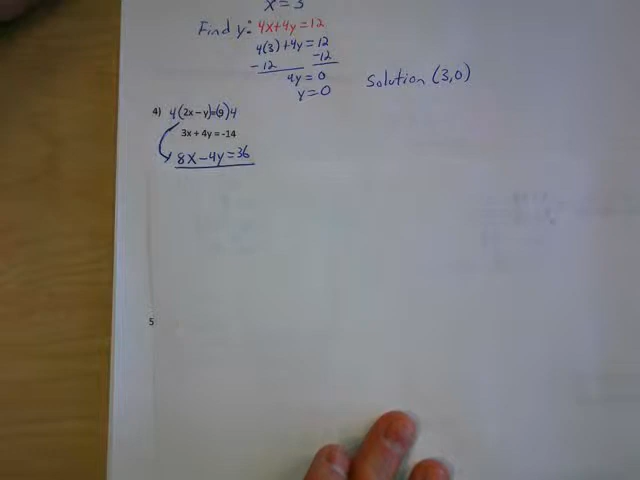 x = 3
Find y: 4x+4y=12
4(3)+4y=12
-12 -12
4y=0
y=0
Solution (3,0)
4) 4(2x – y)=(9)4
3x + 4y = -14
8x-4y=36
5